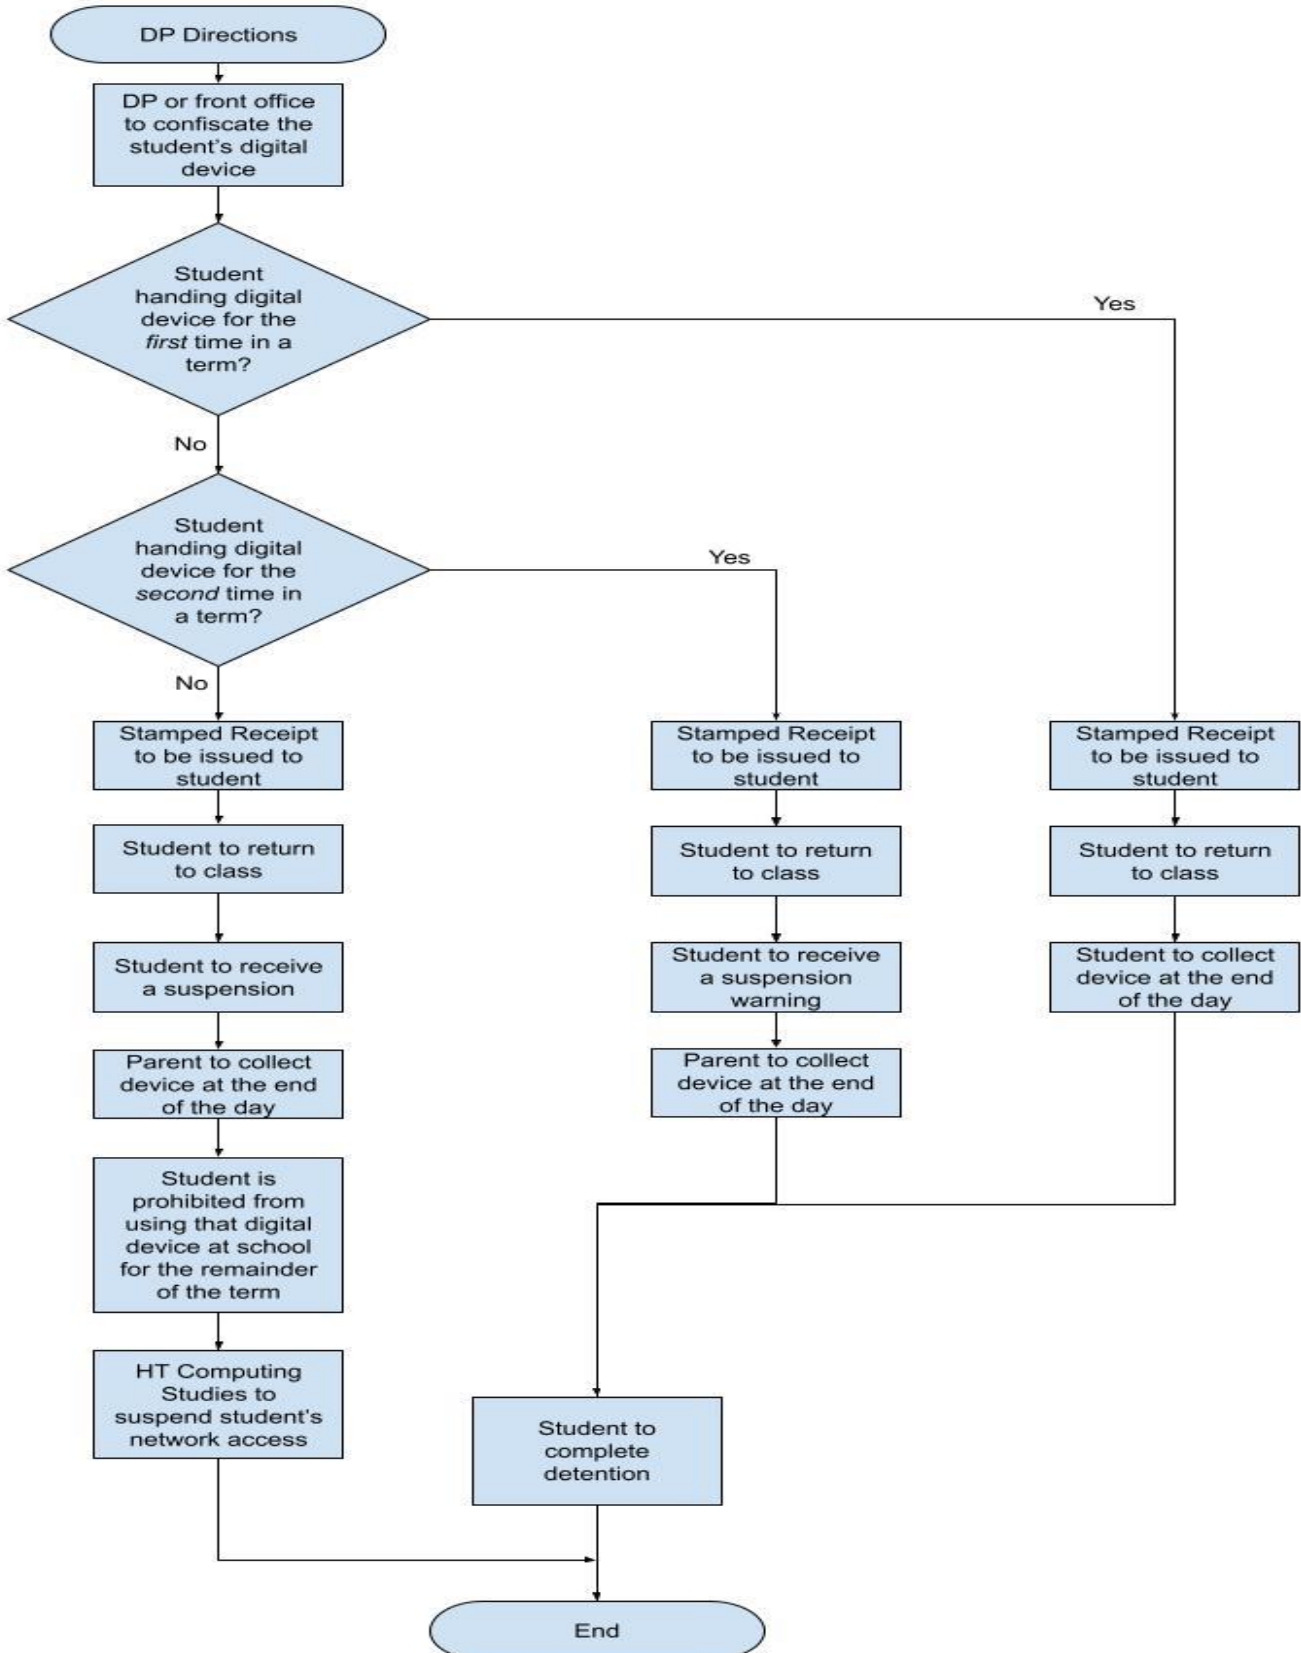 DP Directions
DP or front office
to confiscate the
student's digital
device
Student
handing digital
device for the
first time in a
term?
Yes
No
Student
handing digital
device for the
second time in
a term?
Yes
No
Stamped Receipt
to be issued to
student
Student to return
to class
Student to receive
a suspension
Parent to collect
device at the end
of the day
Student is
prohibited from
using that digital
device at school
for the remainder
of the term
HT Computing
Studies to
suspend student's
network access
Stamped Receipt
to be issued to
student
Student to return
to class
Student to receive
a suspension
warning
Parent to collect
device at the end
of the day
Stamped Receipt
to be issued to
student
Student to return
to class
Student to collect
device at the end
of the day
Student to
complete
detention
End